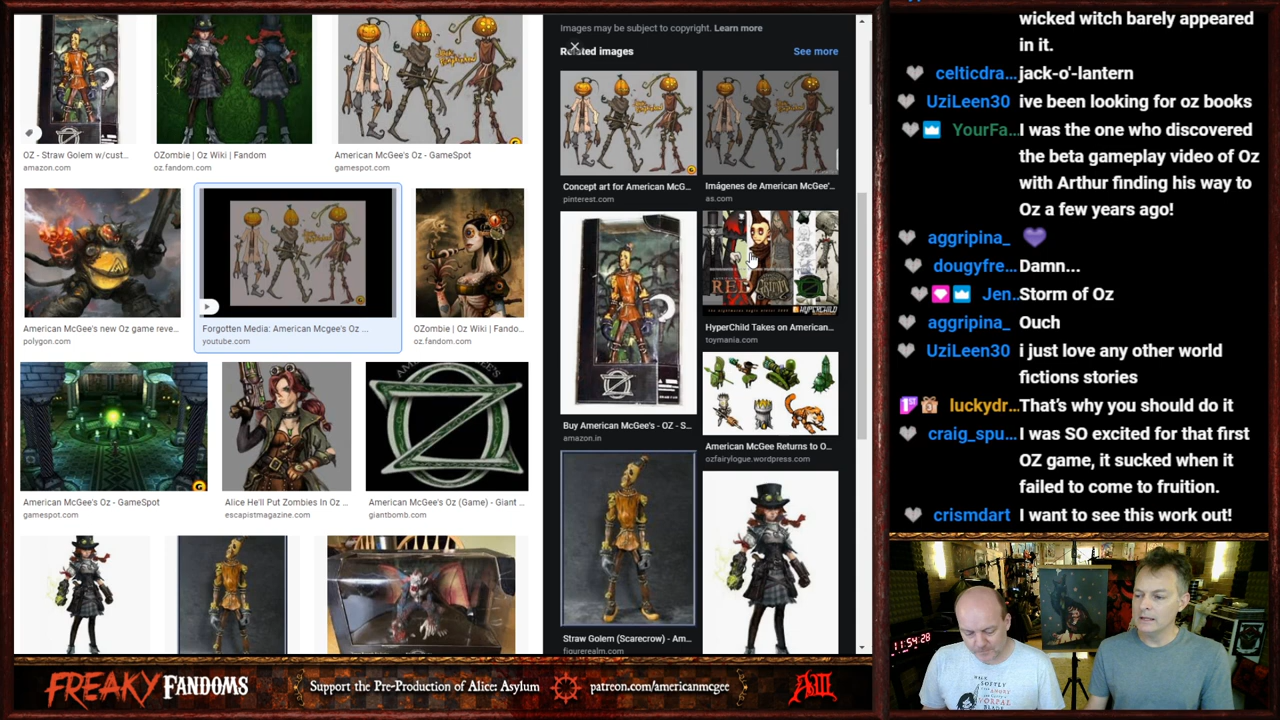 OZ - Straw Golem w/cust...
amazon.com
OZombie | Oz Wiki | Fandom
oz.fandom.com
American McGee's Oz - GameSpot
gamespot.com
American McGee's new Oz game reve...
polygon.com
Forgotten Media: American Mcgee's Oz ...
youtube.com
OZombie | Oz Wiki | Fando...
oz.fandom.com
American McGee's Oz - GameSpot
gamespot.com
Alice He'll Put Zombies In Oz ...
escapistmagazine.com
American McGee's Oz (Game) - Giant ...
giantbomb.com
Images may be subject to copyright. Learn more
Related images
See more
Concept art for American McG...
pinterest.com
Imágenes de American McGee'...
as.com
Buy American McGee's - OZ - S...
amazon.in
RED
GRIMM
HYPERCHILD
HyperChild Takes on American...
toymania.com
American McGee Returns to O...
ozfairylogue.wordpress.com
Straw Golem (Scarecrow) - Am...
figurerealm.com
wicked witch barely appeared
in it.
celticdra... jack-o'-lantern
UziLeen30 ive been looking for oz books
YourFa... I was the one who discovered
the beta gameplay video of Oz
with Arthur finding his way to
Oz a few years ago!
aggripina_ 💜
dougyfre... Damn...
Jen... Storm of Oz
aggripina_ Ouch
UziLeen30 i just love any other world
fictions stories
luckydr... That's why you should do it
craig_spu... I was SO excited for that first
OZ game, it sucked when it
failed to come to fruition.
crismdart I want to see this work out!
11:54:28
FREAKY FANDOMS
Support the Pre-Production of Alice: Asylum
patreon.com/americanmcgee